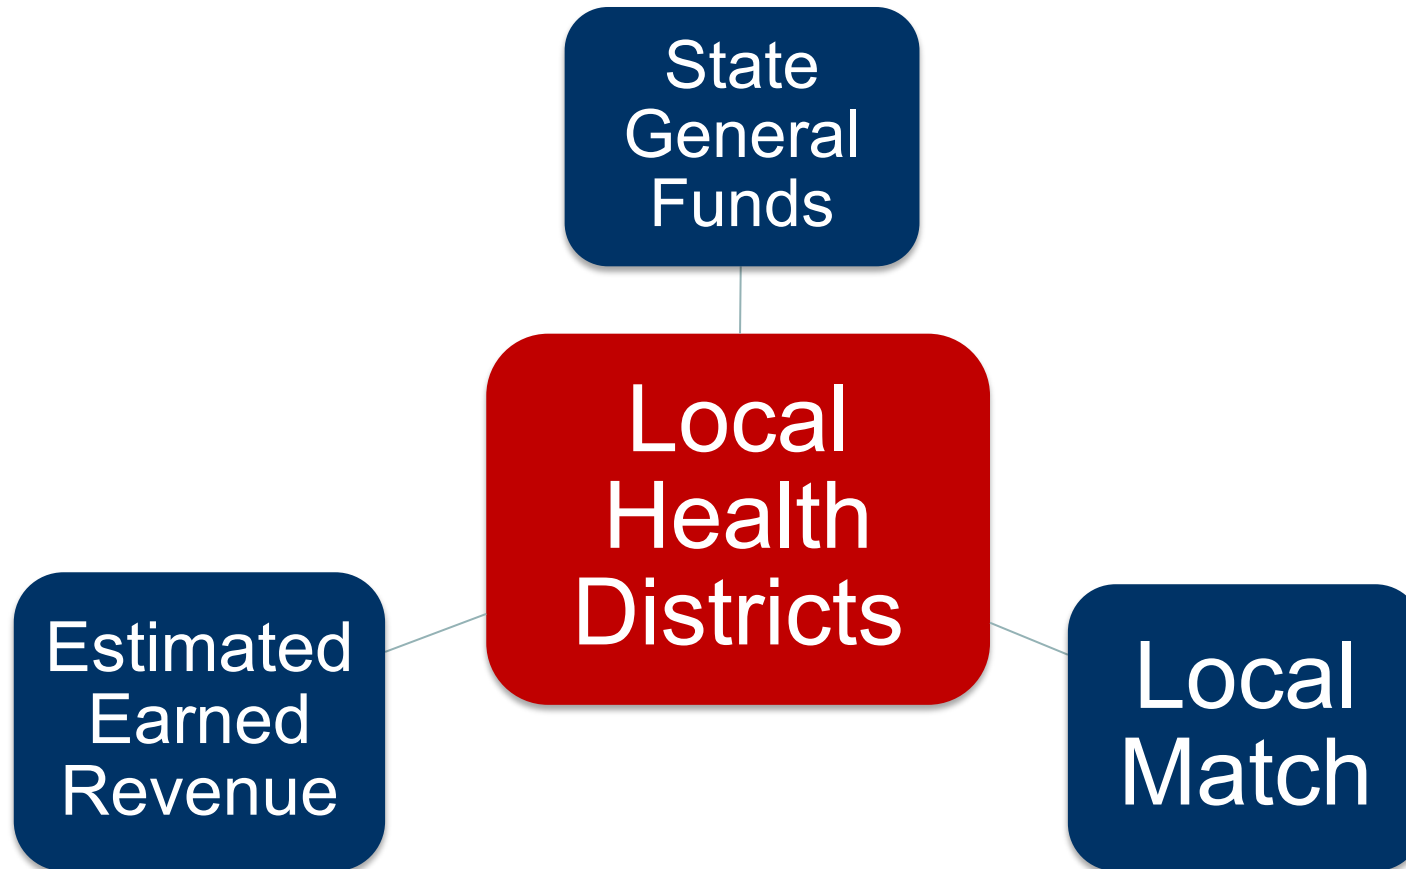 State
General
Funds
Local
Health
Districts
Estimated
Earned
Revenue
Local
Match